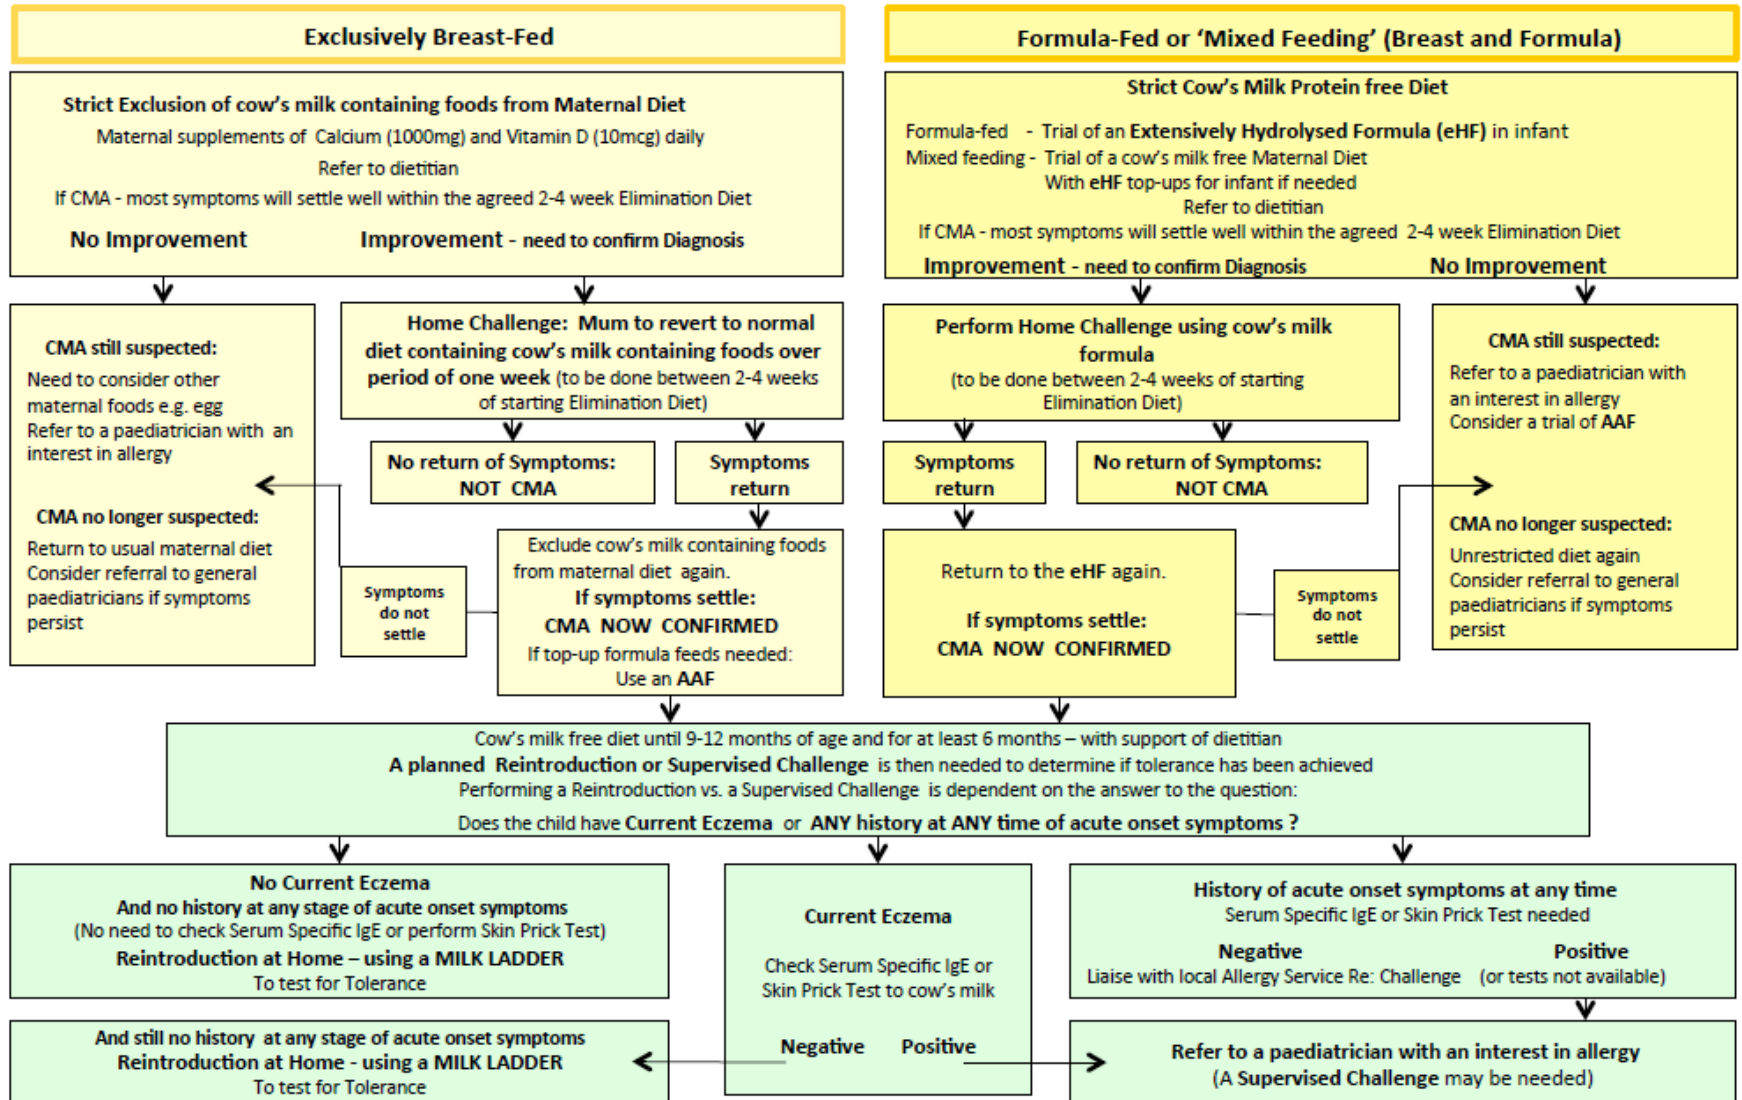 Exclusively Breast-Fed
Strict Exclusion of cow's milk containing foods from Maternal Diet
Maternal supplements of Calcium (1000mg) and Vitamin D (10mcg) daily
Refer to dietitian
If CMA - most symptoms will settle well within the agreed 2-4 week Elimination Diet
No Improvement
Improvement - need to confirm Diagnosis
Formula-Fed or 'Mixed Feeding' (Breast and Formula)
Strict Cow's Milk Protein free Diet
Formula-fed - Trial of an Extensively Hydrolysed Formula (eHF) in infant
Mixed feeding - Trial of a cow's milk free Maternal Diet
With eHF top-ups for infant if needed
Refer to dietitian
If CMA - most symptoms will settle well within the agreed 2-4 week Elimination Diet
Improvement - need to confirm Diagnosis
No Improvement
CMA still suspected:
Need to consider other
maternal foods e.g. egg
Refer to a paediatrician with an
interest in allergy
CMA no longer suspected:
Return to usual maternal diet
Consider referral to general
paediatricians if symptoms
persist
Home Challenge: Mum to revert to normal
diet containing cow's milk containing foods over
period of one week (to be done between 2-4 weeks
of starting Elimination Diet)
No return of Symptoms:
NOT CMA
Symptoms
return
Exclude cow's milk containing foods
from maternal diet again.
If symptoms settle:
CMA NOW CONFIRMED
If top-up formula feeds needed:
Use an AAF
Symptoms
do not
settle
Perform Home Challenge using cow's milk
formula
(to be done between 2-4 weeks of starting
Elimination Diet)
Symptoms
return
No return of Symptoms:
NOT CMA
Return to the eHF again.
If symptoms settle:
CMA NOW CONFIRMED
Symptoms
do not
settle
CMA still suspected:
Refer to a paediatrician with
an interest in allergy
Consider a trial of AAF
CMA no longer suspected:
Unrestricted diet again
Consider referral to general
paediatricians if symptoms
persist
Cow's milk free diet until 9-12 months of age and for at least 6 months – with support of dietitian
A planned Reintroduction or Supervised Challenge is then needed to determine if tolerance has been achieved
Performing a Reintroduction vs. a Supervised Challenge is dependent on the answer to the question:
Does the child have Current Eczema or ANY history at ANY time of acute onset symptoms ?
No Current Eczema
And no history at any stage of acute onset symptoms
(No need to check Serum Specific IgE or perform Skin Prick Test)
Reintroduction at Home – using a MILK LADDER
To test for Tolerance
And still no history at any stage of acute onset symptoms
Reintroduction at Home - using a MILK LADDER
To test for Tolerance
Current Eczema
Check Serum Specific IgE or
Skin Prick Test to cow's milk
Negative Positive
History of acute onset symptoms at any time
Serum Specific IgE or Skin Prick Test needed
Negative Positive
Liaise with local Allergy Service Re: Challenge (or tests not available)
Refer to a paediatrician with an interest in allergy
(A Supervised Challenge may be needed)